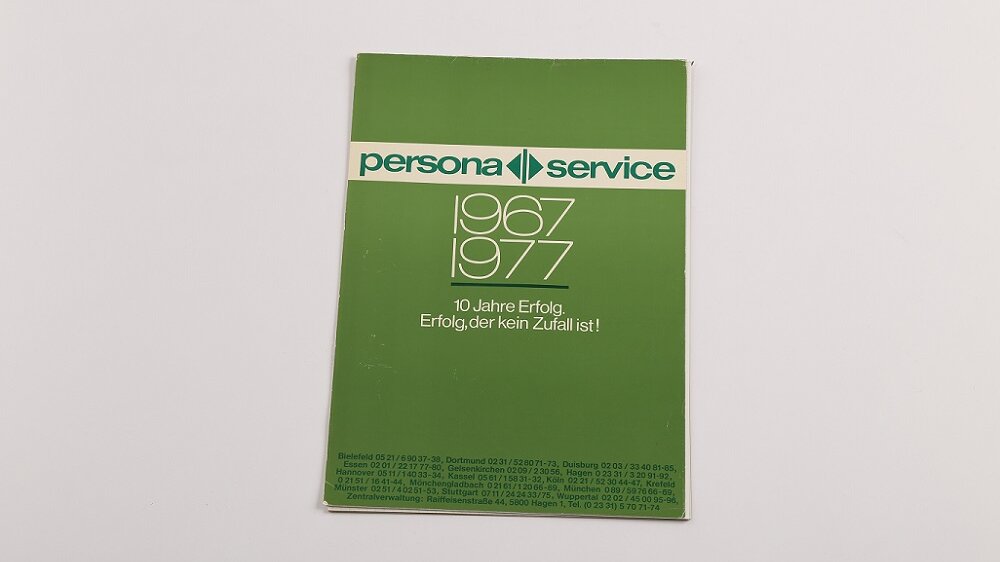 persona service
1967
1977
10 Jahre Erfolg.
Erfolg, der kein Zufall ist!
Bielefeld 05 21/6 90 37-38, Dortmund 02 31/52 80 71-73, Duisburg 02 03/33 40 81-85,
Essen 02 01/22 17 77-80, Gelsenkirchen 02 09/2 30 56, Hagen 0 23 31/3 20 91-92,
Hannover 05 11/1 40 33-34, Kassel 05 61/1 58 31-32, Köln 02 21/52 30 44-47, Krefeld
0 21 51/16 41-44, Mönchengladbach 0 21 61/1 20 66-69, München 0 89/59 76 66-69,
Münster 02 51/4 02 51-53, Stuttgart 07 11/24 24 33/75, Wuppertal 02 02/45 00 95-96,
Zentralverwaltung: Raiffeisenstraße 44, 5800 Hagen 1, Tel. (0 23 31) 5 70 71-74